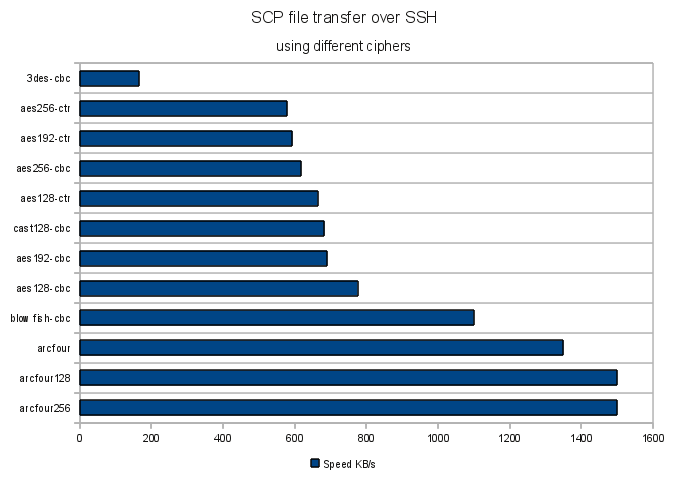 SCP file transfer over SSH
using different ciphers
3des-cbc
aes256-ctr
aes192-ctr
aes256-cbc
aes128-ctr
cast128-cbc
aes192-cbc
aes128-cbc
blowfish-cbc
arcfour
arcfour128
arcfour256
0 200 400 600 800 1000 1200 1400 1600
Speed KB/s